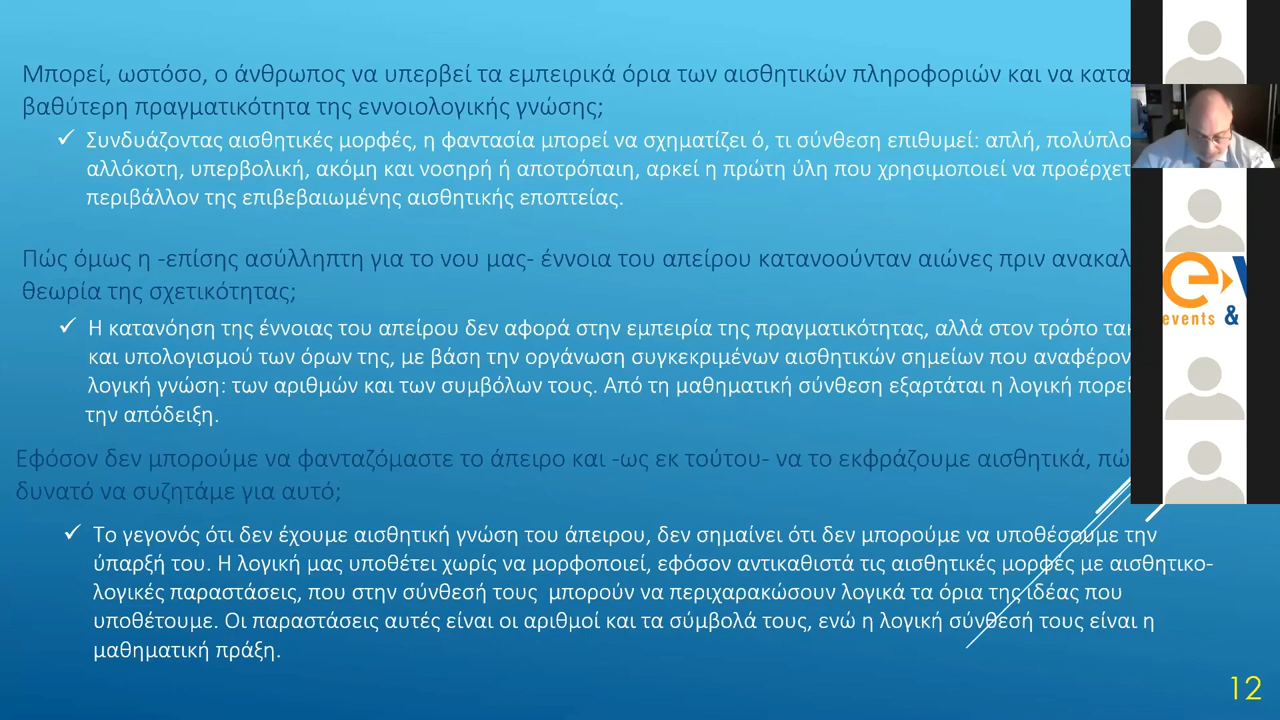 Μπορεί, ωστόσο, ο άνθρωπος να υπερβεί τα εμπειρικά όρια των αισθητικών πληροφοριών και να κατα
βαθύτερη πραγματικότητα της εννοιολογικής γνώσης;
✓ Συνδυάζοντας αισθητικές μορφές, η φαντασία μπορεί να σχηματίζει ό, τι σύνθεση επιθυμεί: απλή, πολύπλο
αλλόκοτη, υπερβολική, ακόμη και νοσηρή ή αποτρόπαιη, αρκεί η πρώτη ύλη που χρησιμοποιεί να προέρχετ
περιβάλλον της επιβεβαιωμένης αισθητικής εποπτείας.
Πώς όμως η -επίσης ασύλληπτη για το νου μας- έννοια του απείρου κατανοούνταν αιώνες πριν ανακαλ
θεωρία της σχετικότητας;
✓ Η κατανόηση της έννοιας του απείρου δεν αφορά στην εμπειρία της πραγματικότητας, αλλά στον τρόπο τακ
και υπολογισμού των όρων της, με βάση την οργάνωση συγκεκριμένων αισθητικών σημείων που αναφέρον
λογική γνώση: των αριθμών και των συμβόλων τους. Από τη μαθηματική σύνθεση εξαρτάται η λογική πορεί
την απόδειξη.
Εφόσον δεν μπορούμε να φανταζόμαστε το άπειρο και -ως εκ τούτου- να το εκφράζουμε αισθητικά, πώ
δυνατό να συζητάμε για αυτό;
✓ Το γεγονός ότι δεν έχουμε αισθητική γνώση του άπειρου, δεν σημαίνει ότι δεν μπορούμε να υποθέσουμε την
ύπαρξή του. Η λογική μας υποθέτει χωρίς να μορφοποιεί, εφόσον αντικαθιστά τις αισθητικές μορφές με αισθητικο-
λογικές παραστάσεις, που στην σύνθεσή τους μπορούν να περιχαρακώσουν λογικά τα όρια της ιδέας που
υποθέτουμε. Οι παραστάσεις αυτές είναι οι αριθμοί και τα σύμβολά τους, ενώ η λογική σύνθεσή τους είναι η
μαθηματική πράξη.
e
events &
12